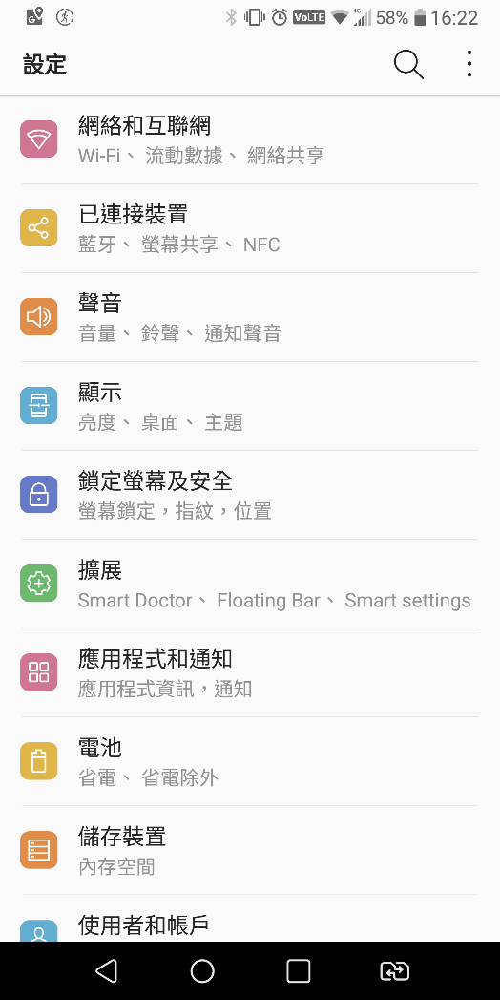 VoLTE 4G 58% 16:22
設定
網絡和互聯網
Wi-Fi、 流動數據、 網絡共享
已連接裝置
藍牙、 螢幕共享、 NFC
聲音
音量、 鈴聲、 通知聲音
顯示
亮度、 桌面、 主題
鎖定螢幕及安全
螢幕鎖定，指紋，位置
擴展
Smart Doctor、 Floating Bar、 Smart settings
應用程式和通知
應用程式資訊，通知
電池
省電、 省電除外
儲存裝置
內存空間
使用者和帳戶